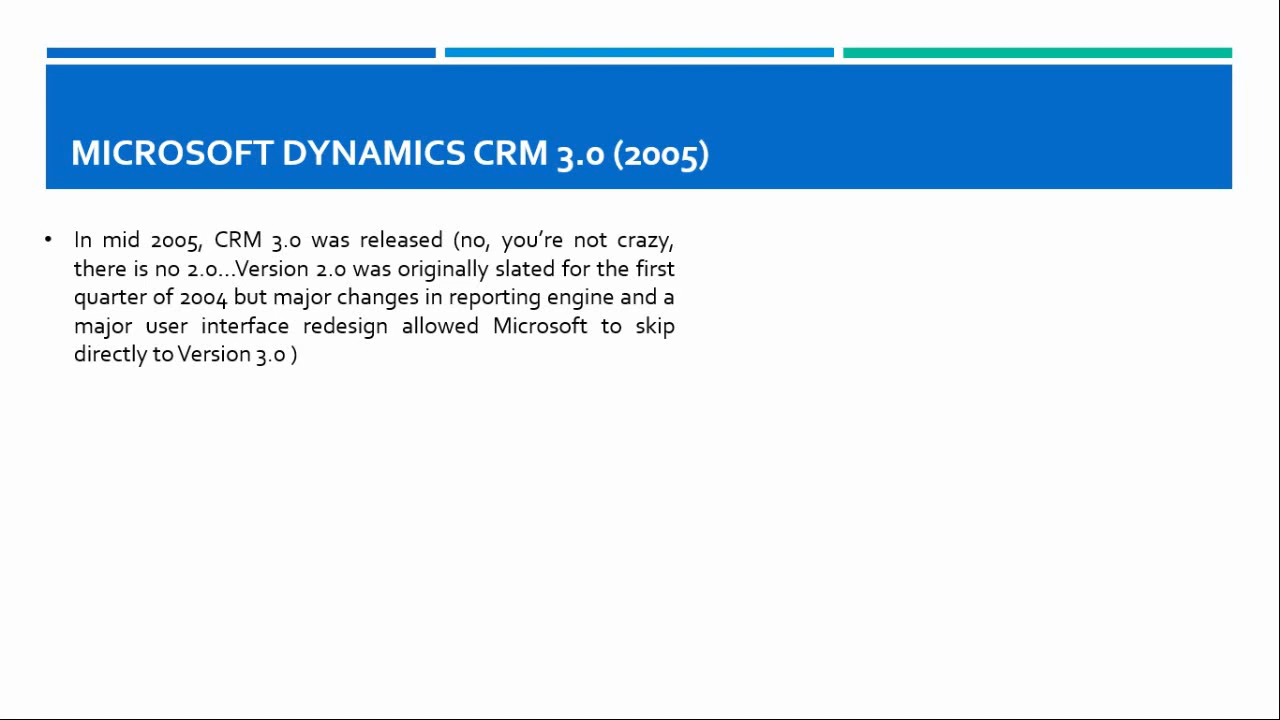 MICROSOFT DYNAMICS CRM 3.0 (2005)
• In mid 2005, CRM 3.0 was released (no, you’re not crazy,
there is no 2.0...Version 2.0 was originally slated for the first
quarter of 2004 but major changes in reporting engine and a
major user interface redesign allowed Microsoft to skip
directly to Version 3.0 )